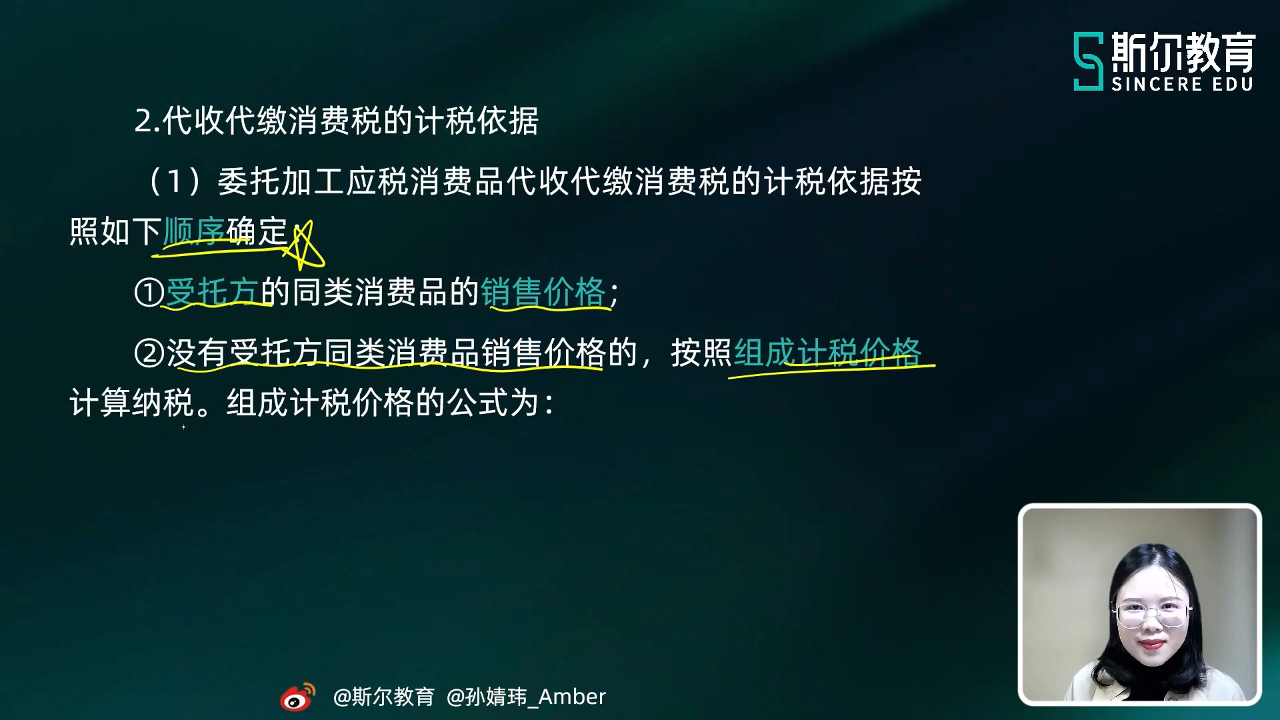 斯尔教育
SINCERE EDU
2.代收代缴消费税的计税依据
（1）委托加工应税消费品代收代缴消费税的计税依据按
照如下顺序确定：
①受托方的同类消费品的销售价格；
②没有受托方同类消费品销售价格的，按照组成计税价格
计算纳税。组成计税价格的公式为：
@斯尔教育 @孙婧玮_Amber